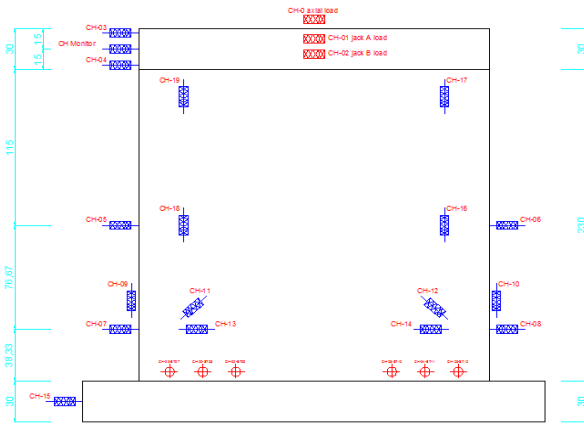 CH-0 axial load
CH-03
CH-01 jack A load
CH Monitor
CH-02 jack B load
CH-04
30
15
15
30
CH-19
CH-17
115
CH-18
CH-16
CH-05
CH-06
230
CH-09
CH-11
CH-12
CH-10
76,67
CH-07
CH-13
CH-14
CH-08
38,33
CH-15
30
30